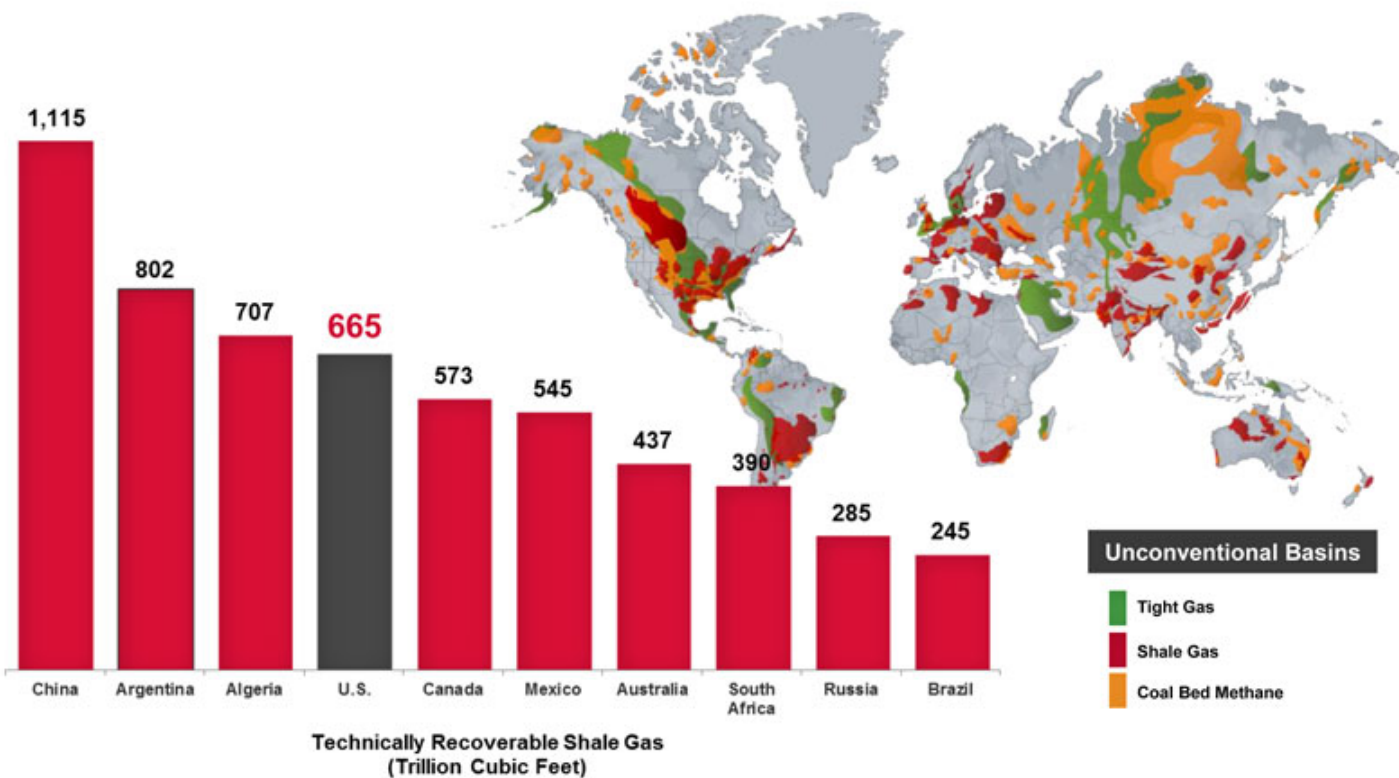 1,115
802
707
665
573
545
437
390
285
245
China
Argentina
Algeria
U.S.
Canada
Mexico
Australia
South
Africa
Russia
Brazil
Technically Recoverable Shale Gas
(Trillion Cubic Feet)
Unconventional Basins
Tight Gas
Shale Gas
Coal Bed Methane